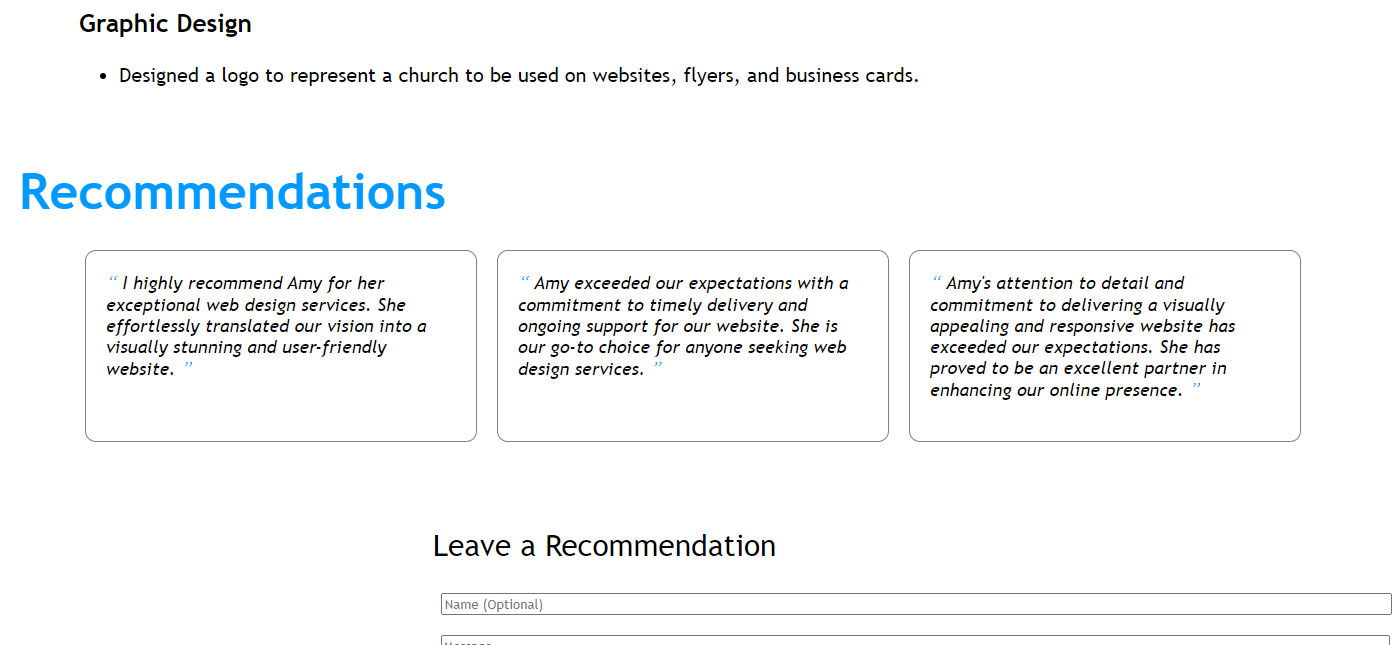 Graphic Design
• Designed a logo to represent a church to be used on websites, flyers, and business cards.
Recommendations
“ I highly recommend Amy for her
exceptional web design services. She
effortlessly translated our vision into a
visually stunning and user-friendly
website. ”
“ Amy exceeded our expectations with a
commitment to timely delivery and
ongoing support for our website. She is
our go-to choice for anyone seeking web
design services. ”
“ Amy's attention to detail and
commitment to delivering a visually
appealing and responsive website has
exceeded our expectations. She has
proved to be an excellent partner in
enhancing our online presence. ”
Leave a Recommendation
Name (Optional)